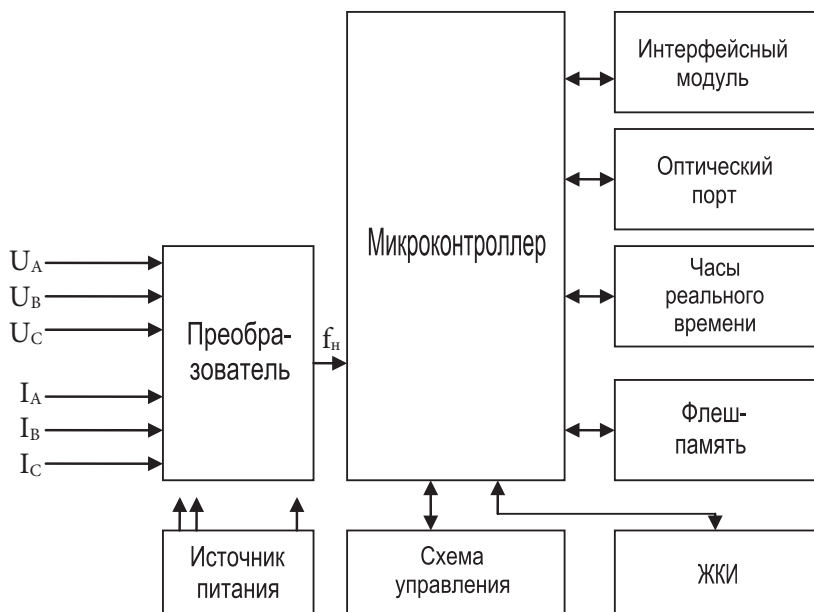 Интерфейсный
модуль
Оптический
порт
Микроконтроллер
Часы
реального
времени
U_A
U_B
U_C
Преобра-
зователь
f_н
I_A
I_B
I_C
Флеш-
память
Источник
питания
Схема
управления
ЖКИ